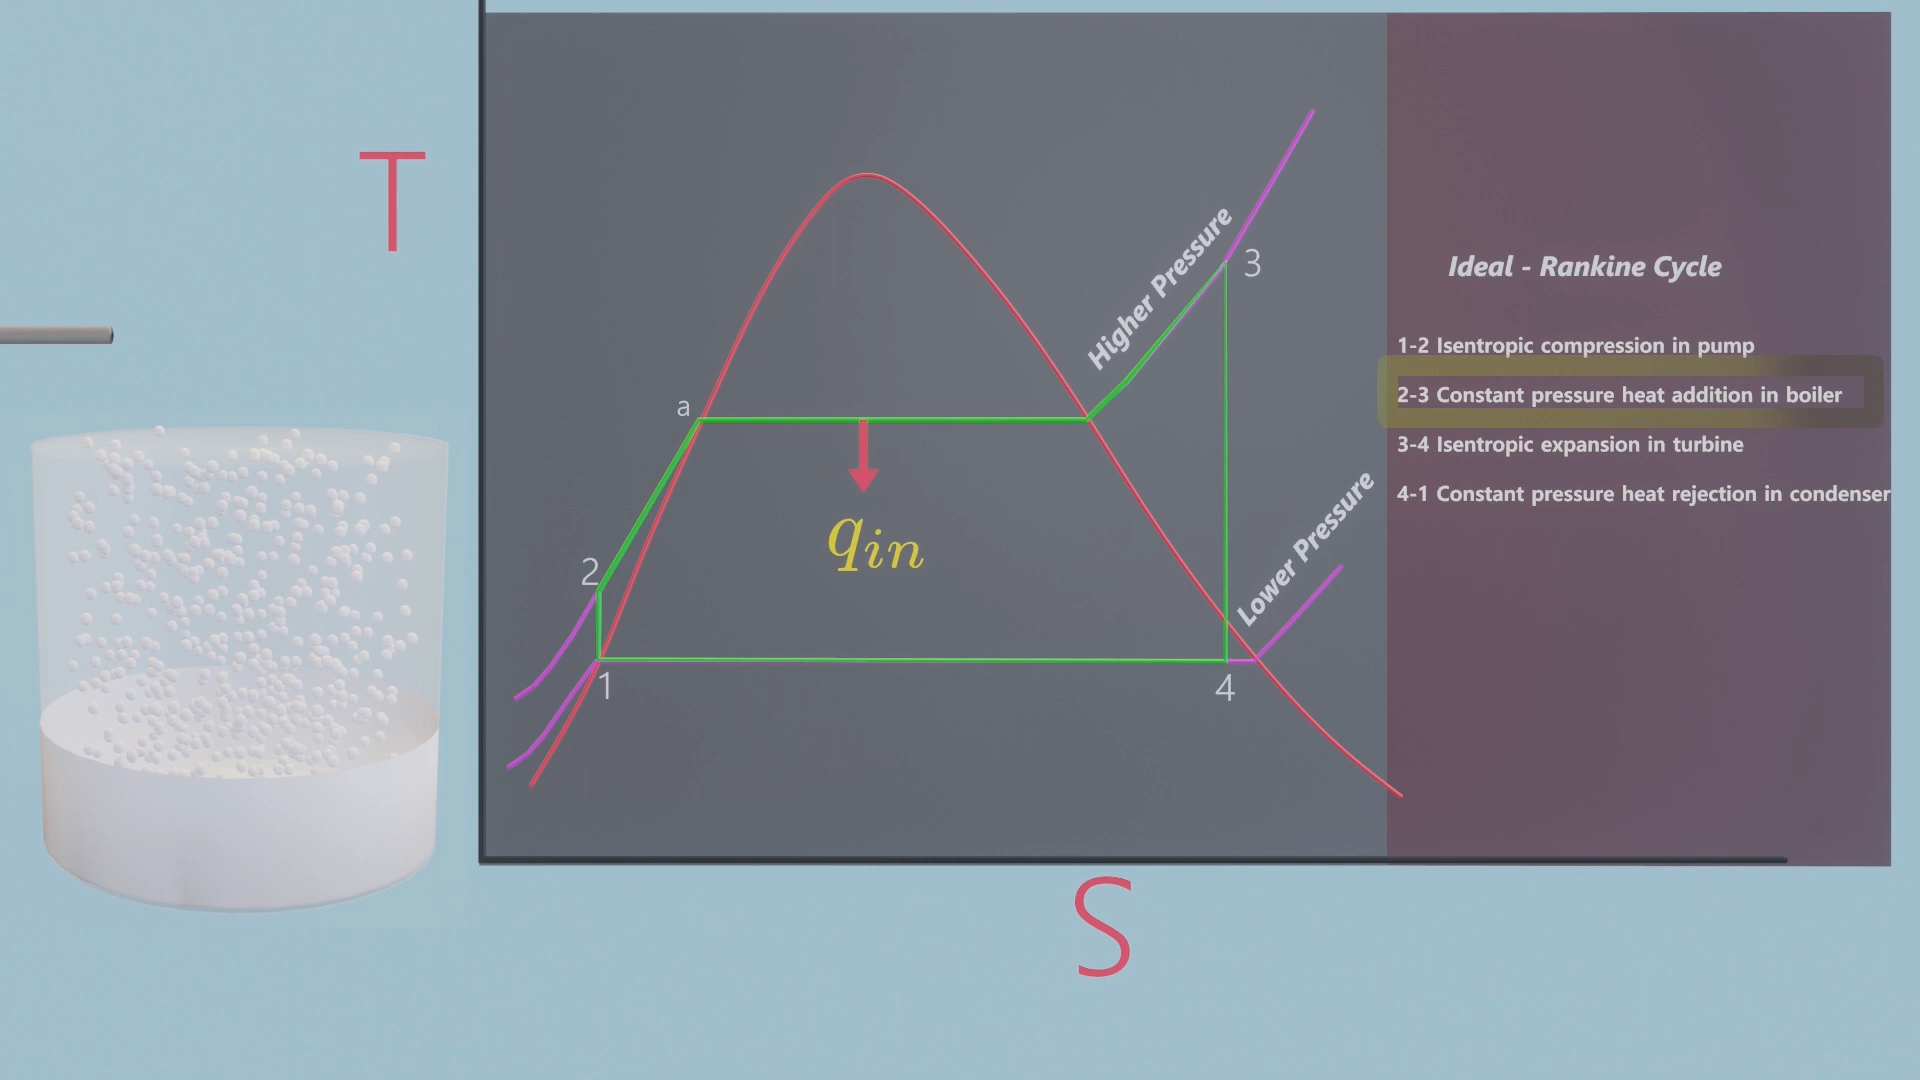 T
Higher Pressure
3
Ideal - Rankine Cycle
1-2 Isentropic compression in pump
a
2-3 Constant pressure heat addition in boiler
3-4 Isentropic expansion in turbine
4-1 Constant pressure heat rejection in condenser
qin
Lower Pressure
2
1
4
S